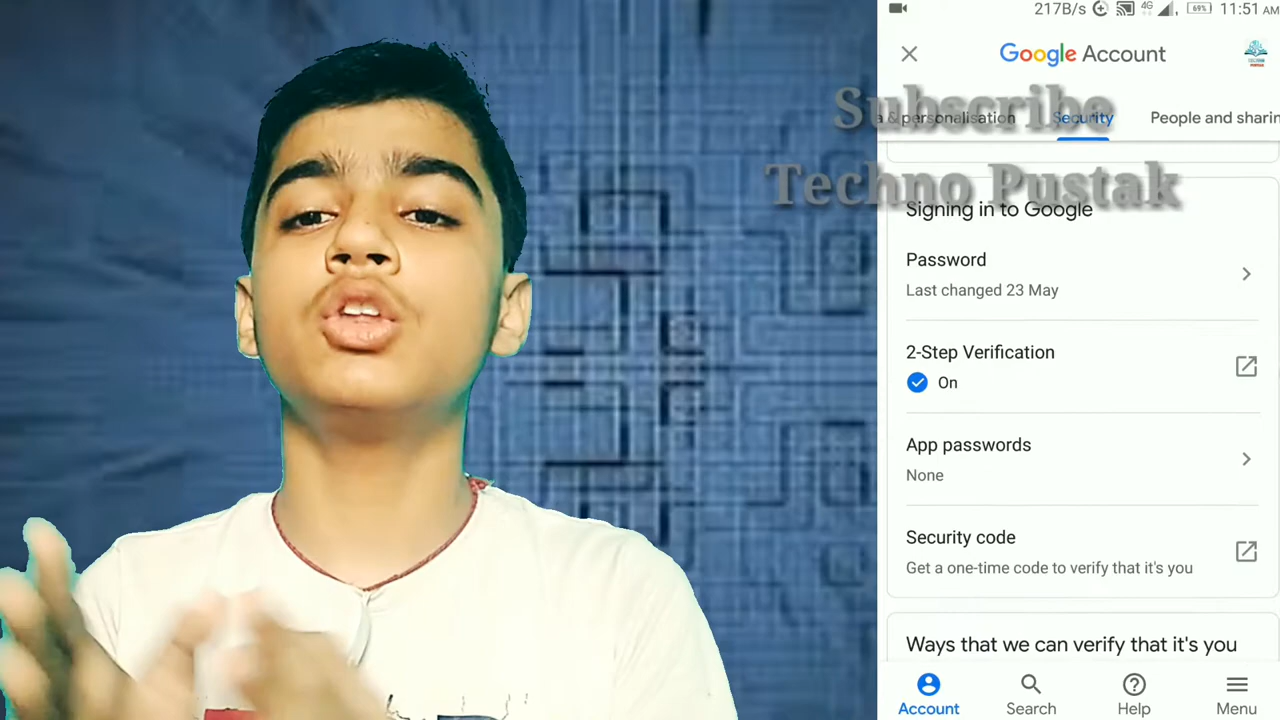 217B/s 4G 69% 11:51 AM
Google Account
a & personalisation Security People and sharin
Subscribe
Techno Pustak
Signing in to Google
Password
Last changed 23 May
2-Step Verification
On
App passwords
None
Security code
Get a one-time code to verify that it's you
Ways that we can verify that it's you
Account Search Help Menu